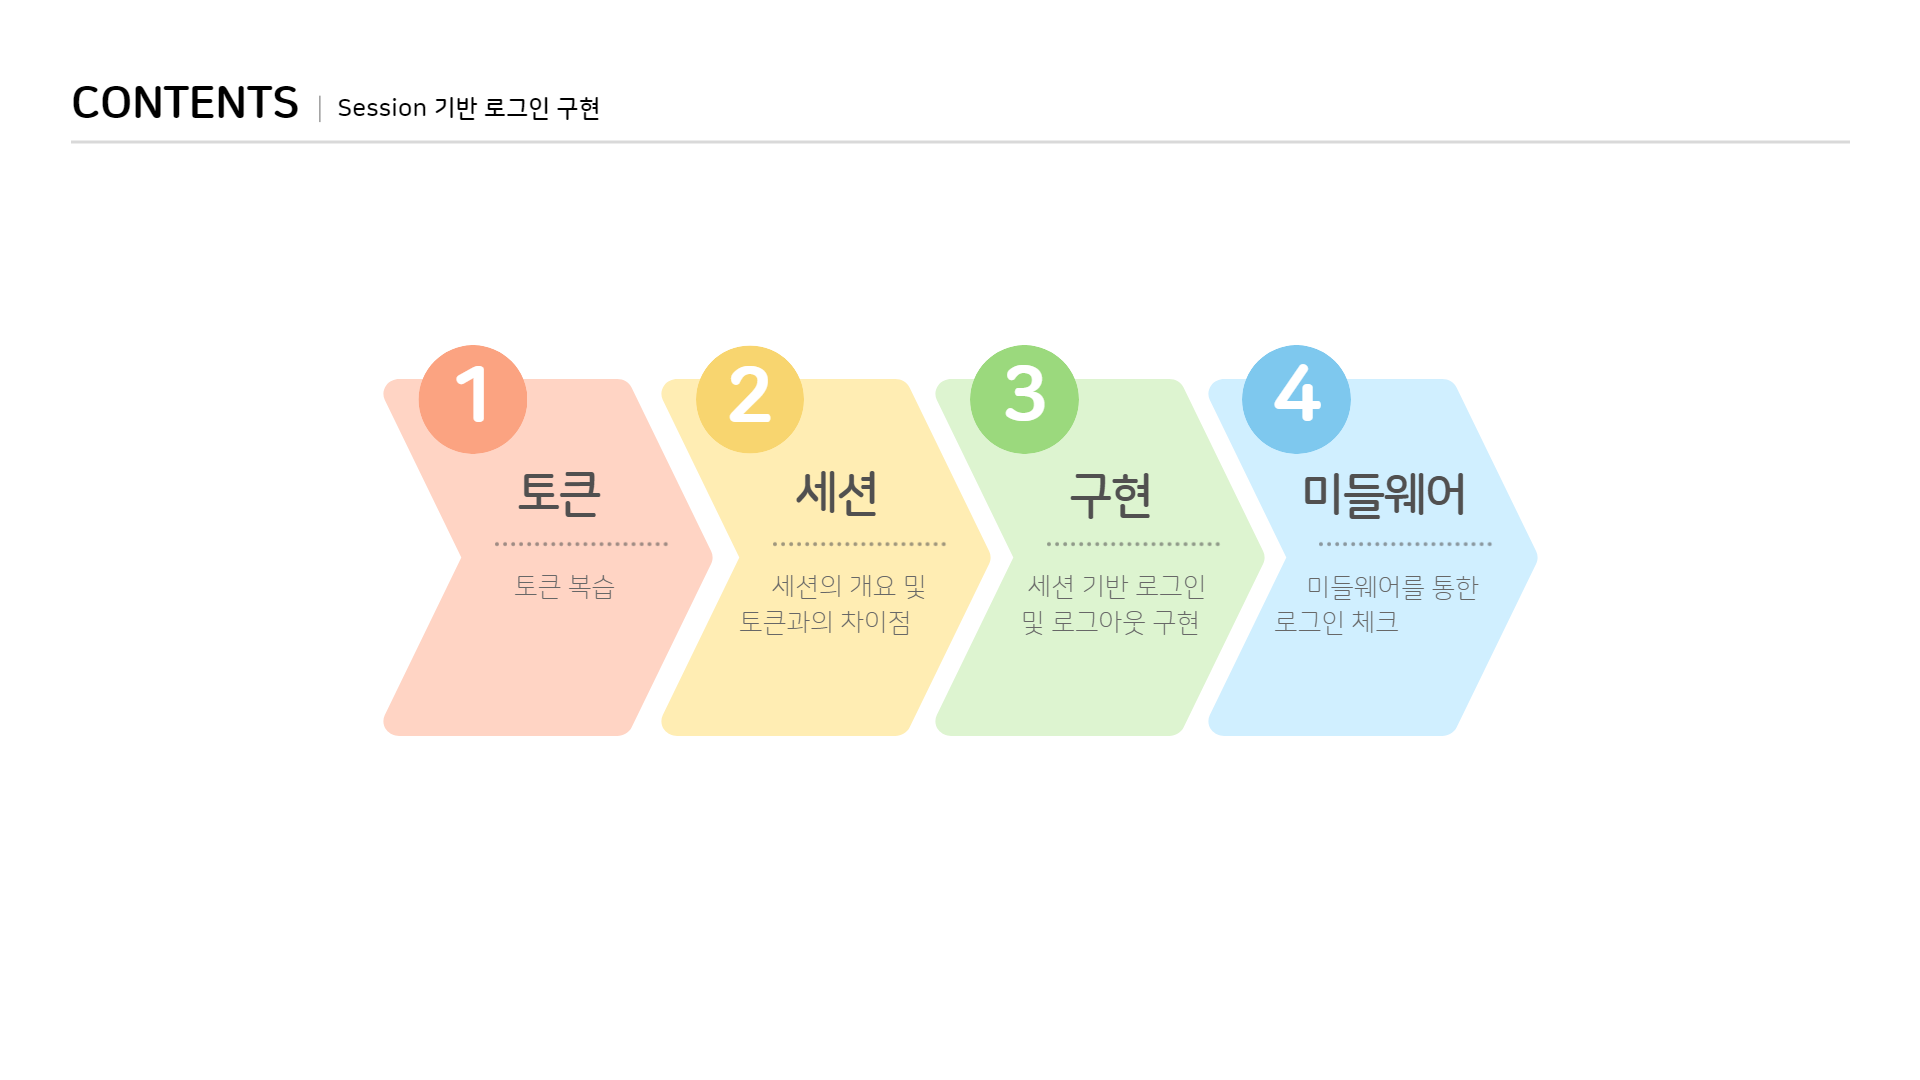 CONTENTS | Session 기반 로그인 구현
1
토큰
토큰 복습
2
세션
세션의 개요 및
토큰과의 차이점
3
구현
세션 기반 로그인
및 로그아웃 구현
4
미들웨어
미들웨어를 통한
로그인 체크